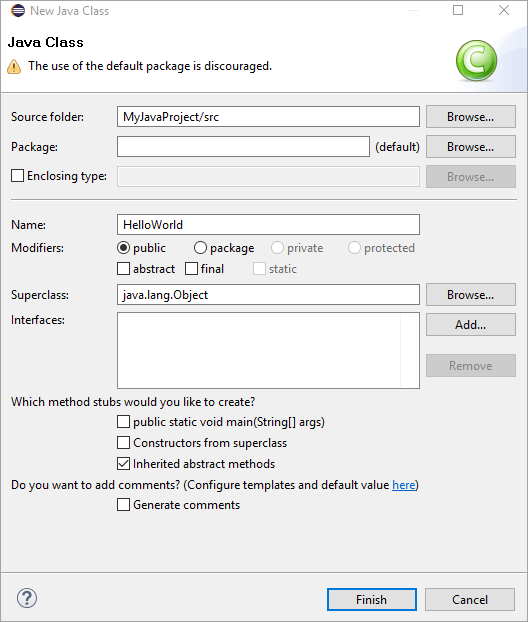 New Java Class
Java Class
The use of the default package is discouraged.
Source folder: MyJavaProject/src Browse...
Package: (default) Browse...
Enclosing type: Browse...
Name: HelloWorld
Modifiers: public package private protected
abstract final static
Superclass: java.lang.Object Browse...
Interfaces: Add...
Remove
Which method stubs would you like to create?
public static void main(String[] args)
Constructors from superclass
Inherited abstract methods
Do you want to add comments? (Configure templates and default value here)
Generate comments
? Finish Cancel